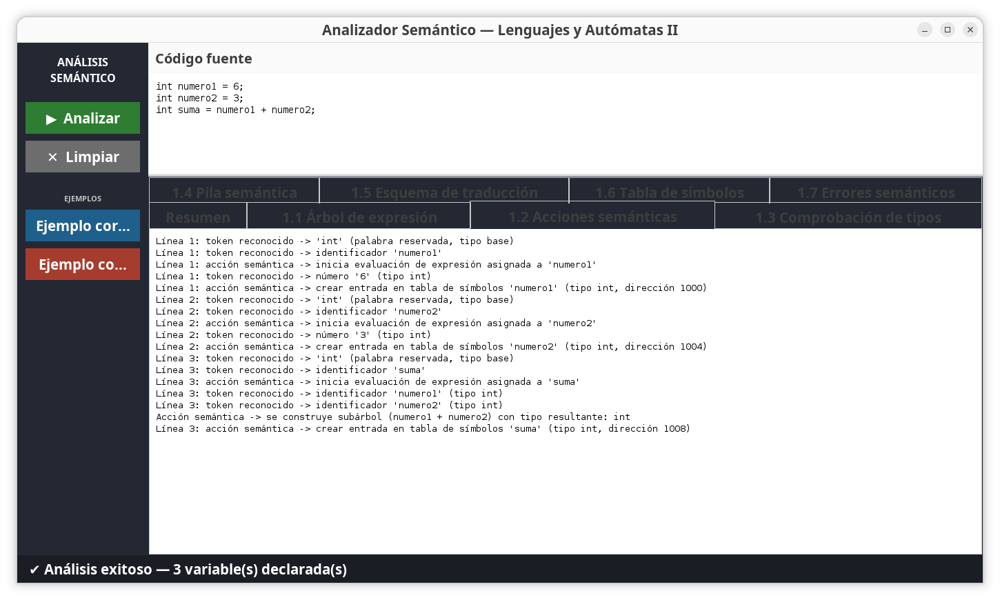 Analizador Semántico — Lenguajes y Autómatas II
ANÁLISIS
SEMÁNTICO
▶ Analizar
✕ Limpiar
EJEMPLOS
Ejemplo cor...
Ejemplo co...
Código fuente
int numero1 = 6;
int numero2 = 3;
int suma = numero1 + numero2;
1.4 Pila semántica
1.5 Esquema de traducción
1.6 Tabla de símbolos
1.7 Errores semánticos
Resumen
1.1 Árbol de expresión
1.2 Acciones semánticas
1.3 Comprobación de tipos
Línea 1: token reconocido -> 'int' (palabra reservada, tipo base)
Línea 1: token reconocido -> identificador 'numero1'
Línea 1: acción semántica -> inicia evaluación de expresión asignada a 'numero1'
Línea 1: token reconocido -> número '6' (tipo int)
Línea 1: acción semántica -> crear entrada en tabla de símbolos 'numero1' (tipo int, dirección 1000)
Línea 2: token reconocido -> 'int' (palabra reservada, tipo base)
Línea 2: token reconocido -> identificador 'numero2'
Línea 2: acción semántica -> inicia evaluación de expresión asignada a 'numero2'
Línea 2: token reconocido -> número '3' (tipo int)
Línea 2: acción semántica -> crear entrada en tabla de símbolos 'numero2' (tipo int, dirección 1004)
Línea 3: token reconocido -> 'int' (palabra reservada, tipo base)
Línea 3: token reconocido -> identificador 'suma'
Línea 3: acción semántica -> inicia evaluación de expresión asignada a 'suma'
Línea 3: token reconocido -> identificador 'numero1' (tipo int)
Línea 3: token reconocido -> identificador 'numero2' (tipo int)
Acción semántica -> se construye subárbol (numero1 + numero2) con tipo resultante: int
Línea 3: acción semántica -> crear entrada en tabla de símbolos 'suma' (tipo int, dirección 1008)
✔ Análisis exitoso — 3 variable(s) declarada(s)